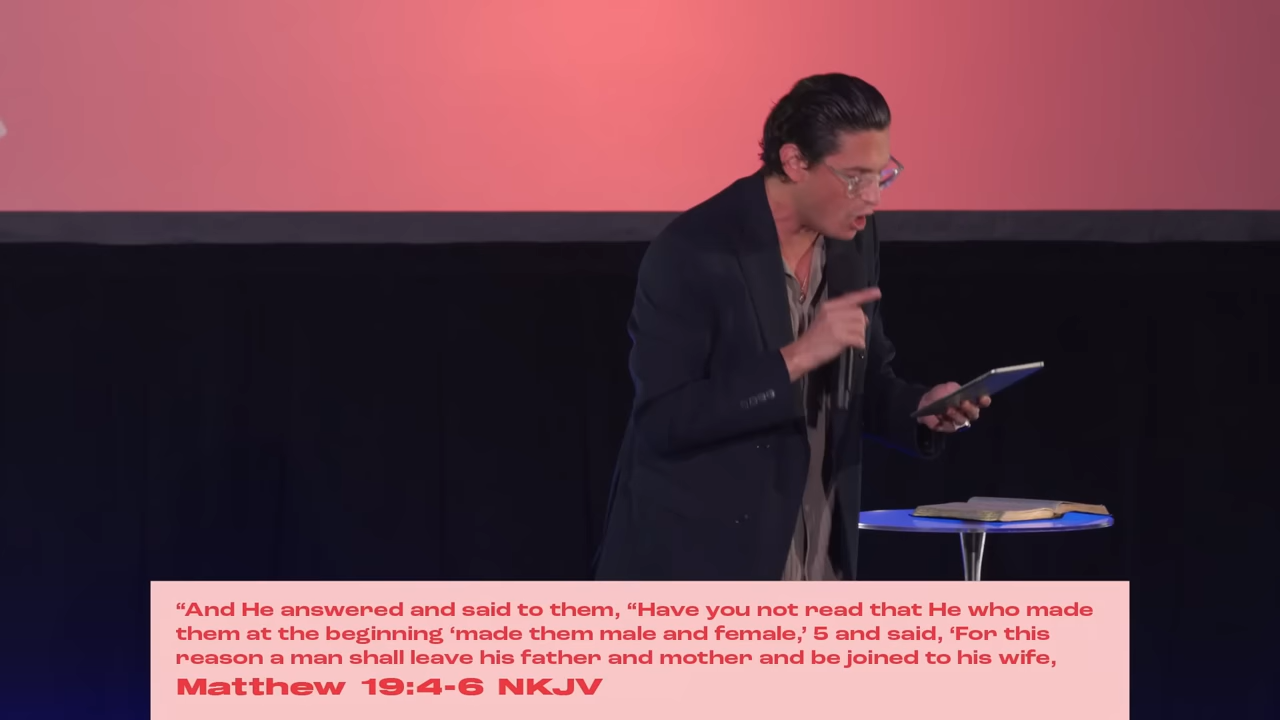 “And He answered and said to them, “Have you not read that He who made
them at the beginning ‘made them male and female,’ 5 and said, ‘For this
reason a man shall leave his father and mother and be joined to his wife,
Matthew 19:4-6 NKJV